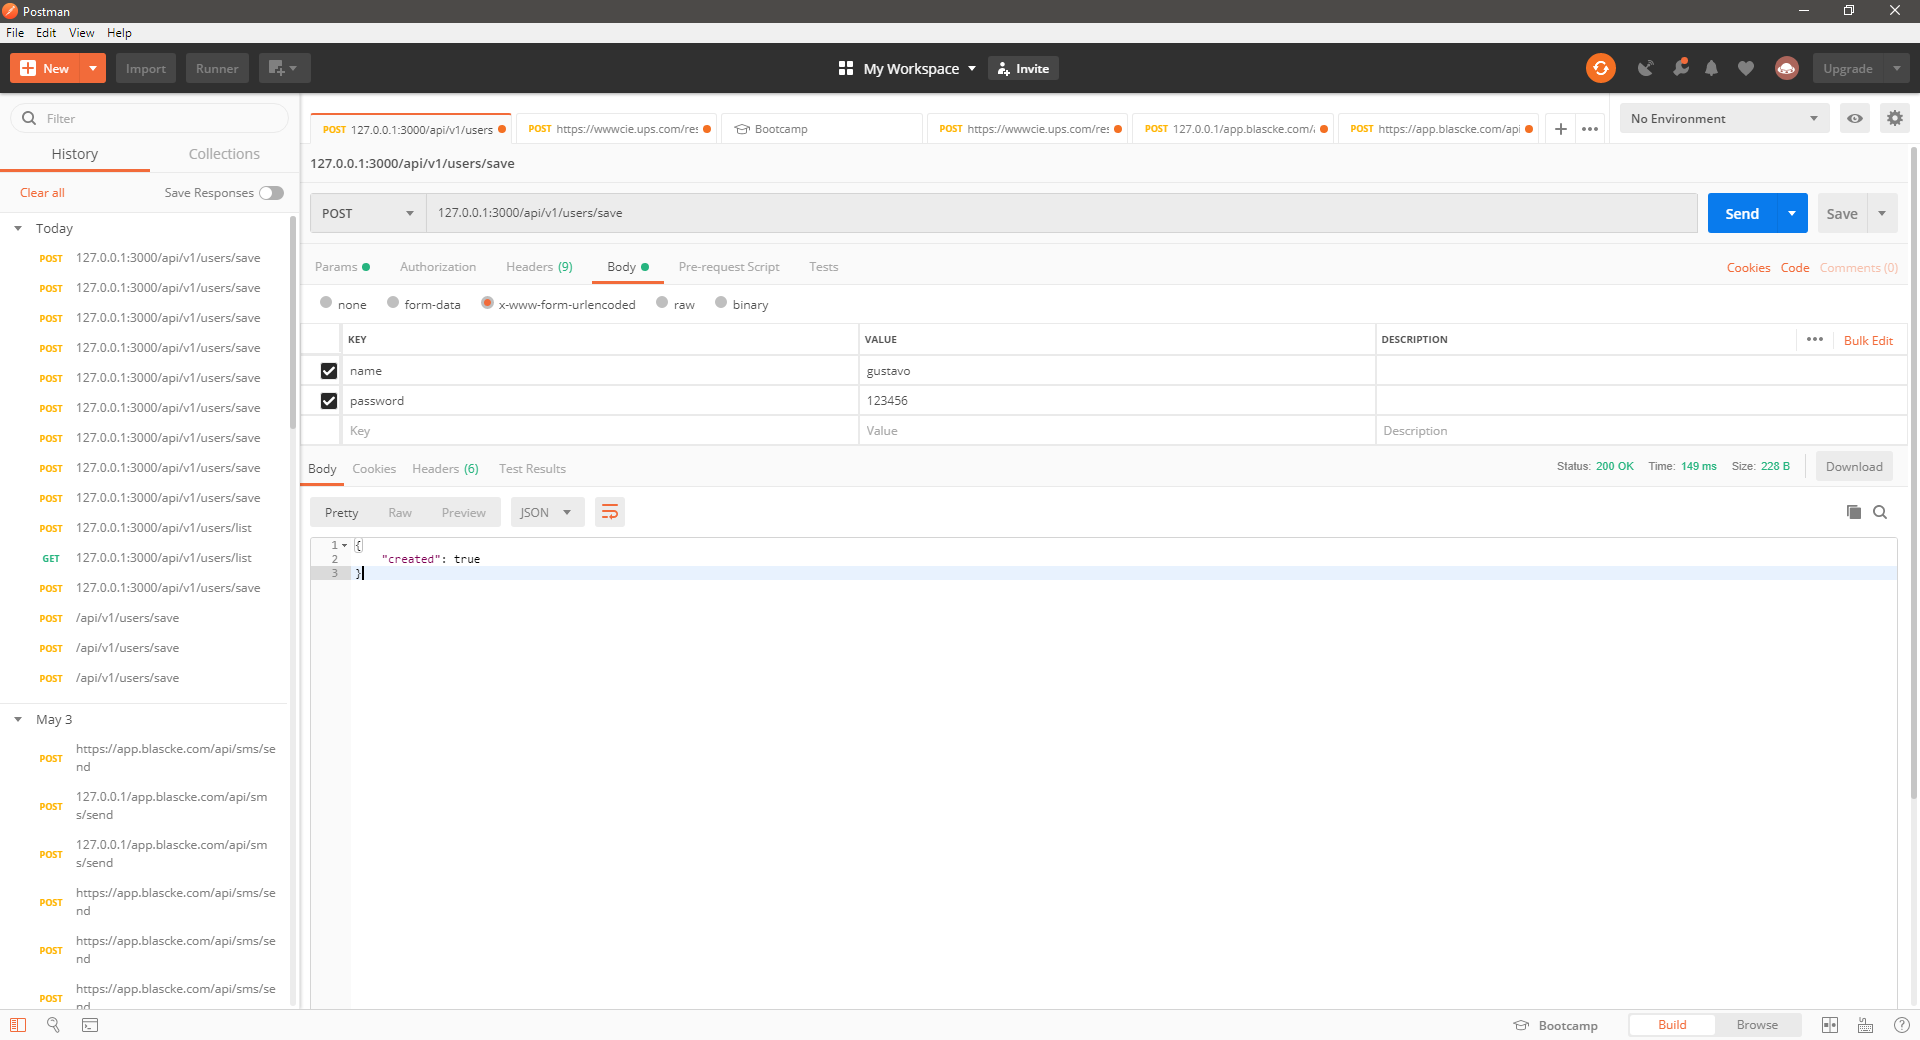 Postman
File Edit View Help
New Import Runner My Workspace Invite Upgrade
Filter
History Collections
Clear all Save Responses
Today
POST 127.0.0.1:3000/api/v1/users/save
POST 127.0.0.1:3000/api/v1/users/save
POST 127.0.0.1:3000/api/v1/users/save
POST 127.0.0.1:3000/api/v1/users/save
POST 127.0.0.1:3000/api/v1/users/save
POST 127.0.0.1:3000/api/v1/users/save
POST 127.0.0.1:3000/api/v1/users/save
POST 127.0.0.1:3000/api/v1/users/save
POST 127.0.0.1:3000/api/v1/users/save
POST 127.0.0.1:3000/api/v1/users/list
GET 127.0.0.1:3000/api/v1/users/list
POST 127.0.0.1:3000/api/v1/users/save
POST /api/v1/users/save
POST /api/v1/users/save
POST /api/v1/users/save
May 3
POST https://app.blascke.com/api/sms/se
nd
POST 127.0.0.1/app.blascke.com/api/sm
s/send
POST 127.0.0.1/app.blascke.com/api/sm
s/send
POST https://app.blascke.com/api/sms/se
nd
POST https://app.blascke.com/api/sms/se
nd
POST https://app.blascke.com/api/sms/se
nd
POST 127.0.0.1:3000/api/v1/users POST https://wwwcie.ups.com/res Bootcamp POST https://wwwcie.ups.com/res POST 127.0.0.1/app.blascke.com/ POST https://app.blascke.com/api No Environment
127.0.0.1:3000/api/v1/users/save
POST 127.0.0.1:3000/api/v1/users/save Send Save
Params Authorization Headers (9) Body Pre-request Script Tests Cookies Code Comments (0)
none form-data x-www-form-urlencoded raw binary
KEY VALUE DESCRIPTION Bulk Edit
name gustavo
password 123456
Key Value Description
Body Cookies Headers (6) Test Results Status: 200 OK Time: 149 ms Size: 228 B Download
Pretty Raw Preview JSON
1 {
2 "created": true
3 }
Bootcamp Build Browse